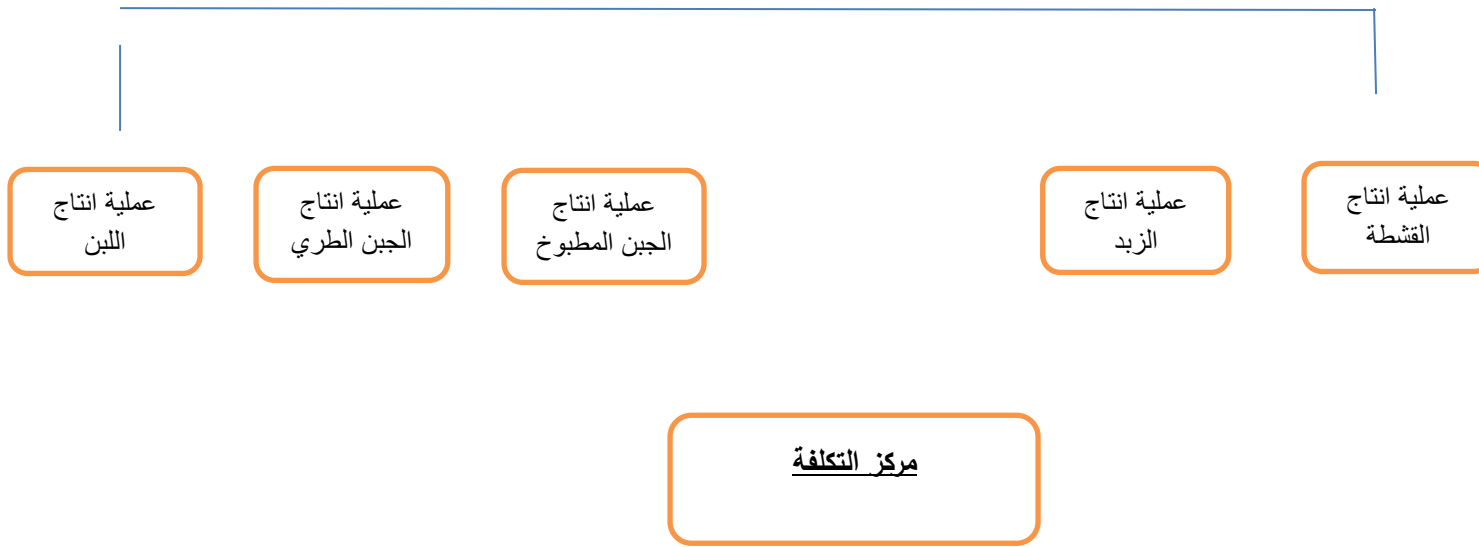 عملية انتاج
القشطة
عملية انتاج
الزبد
عملية انتاج
الجبن المطبوخ
عملية انتاج
الجبن الطري
عملية انتاج
اللبن
مركز التكلفة